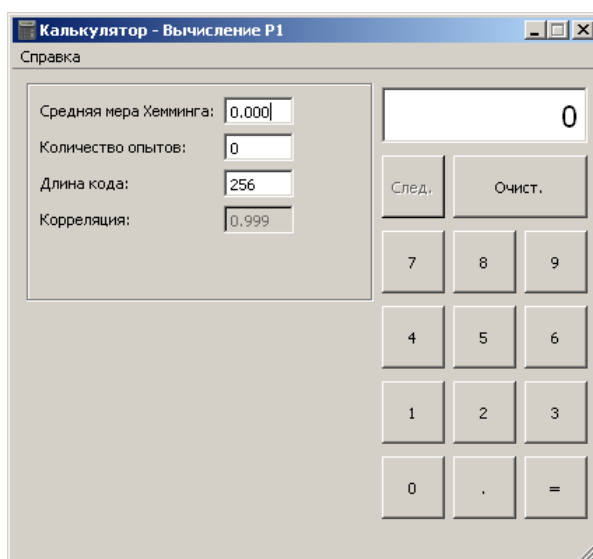 Калькулятор - Вычисление P1
Справка
Средняя мера Хемминга: 0.000
Количество опытов: 0
Длина кода: 256
Корреляция: 0.999
0
След. Очист.
7 8 9
4 5 6
1 2 3
0 . =